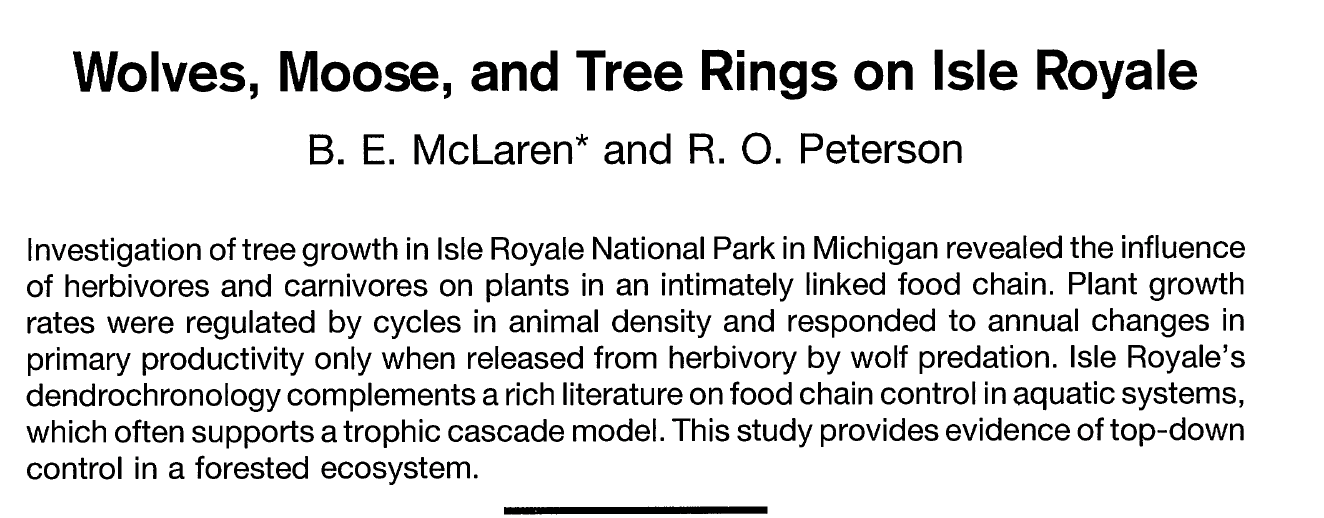 Wolves, Moose, and Tree Rings on Isle Royale
B. E. McLaren* and R. O. Peterson
Investigation of tree growth in Isle Royale National Park in Michigan revealed the influence
of herbivores and carnivores on plants in an intimately linked food chain. Plant growth
rates were regulated by cycles in animal density and responded to annual changes in
primary productivity only when released from herbivory by wolf predation. Isle Royale's
dendrochronology complements a rich literature on food chain control in aquatic systems,
which often supports a trophic cascade model. This study provides evidence of top-down
control in a forested ecosystem.